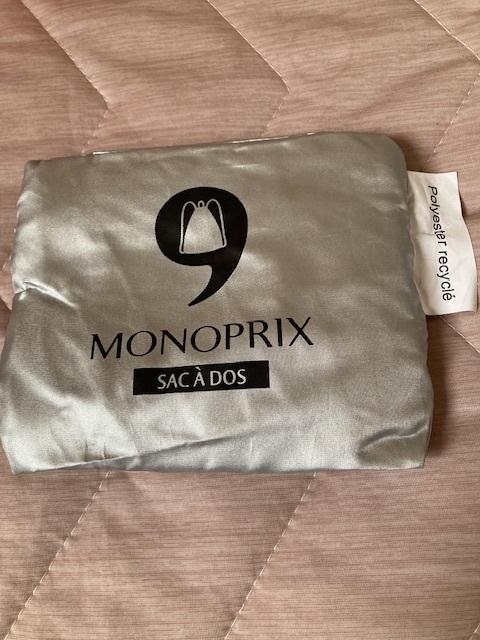 MONOPRIX
SAC À DOS
Polyester recyclé